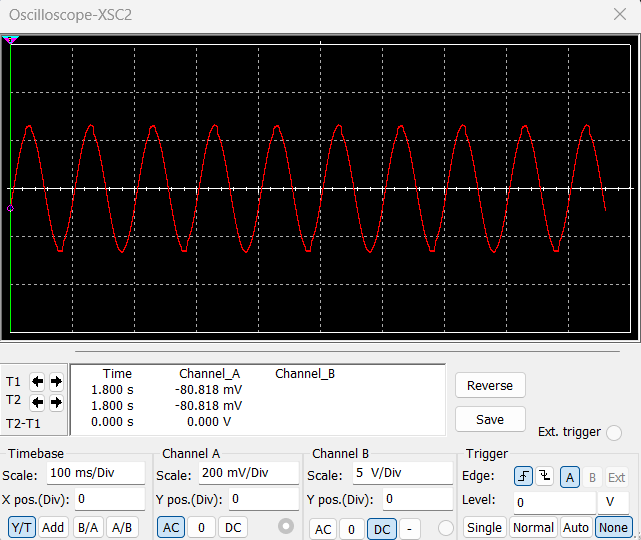 Oscilloscope-XSC2
Time Channel_A Channel_B
T1 1.800 s -80.818 mV
T2 1.800 s -80.818 mV
T2-T1 0.000 s 0.000 V
Reverse
Save
Ext. trigger
Timebase
Scale: 100 ms/Div
X pos.(Div): 0
Y/T Add B/A A/B
Channel A
Scale: 200 mV/Div
Y pos.(Div): 0
AC 0 DC
Channel B
Scale: 5 V/Div
Y pos.(Div): 0
AC 0 DC -
Trigger
Edge: A B Ext
Level: 0 V
Single Normal Auto None